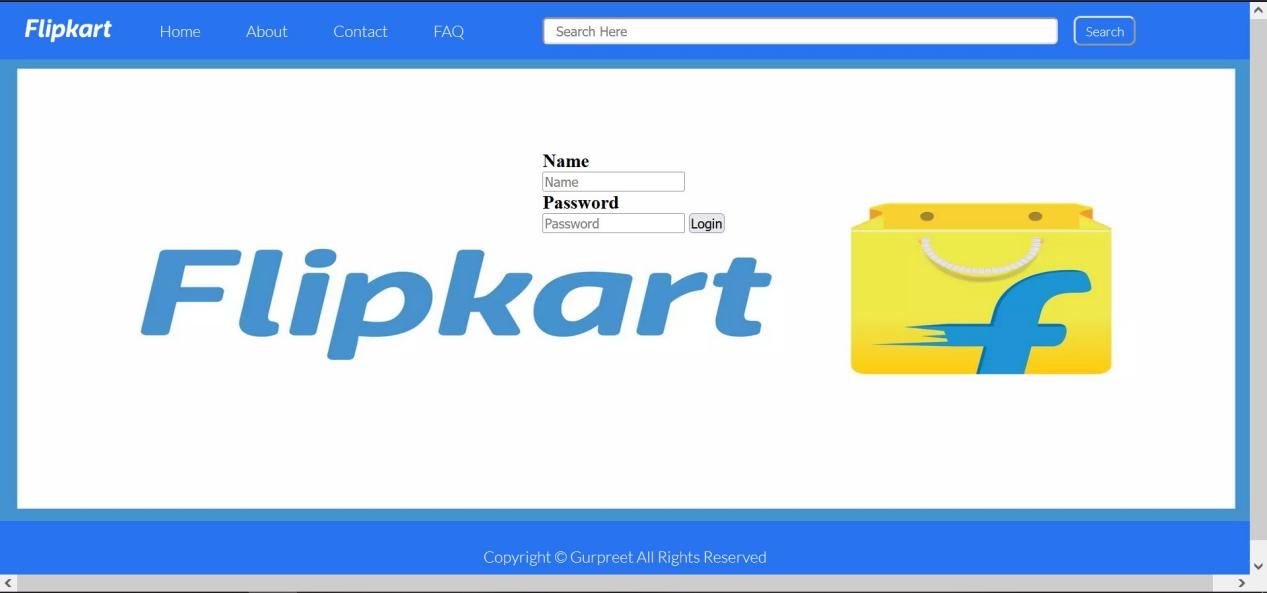 Flipkart Home About Contact FAQ Search Here Search
Name
Name
Password
Password Login
Flipkart
f
Copyright © Gurpreet All Rights Reserved